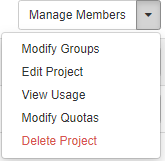 Manage Members
Modify Groups
Edit Project
View Usage
Modify Quotas
Delete Project